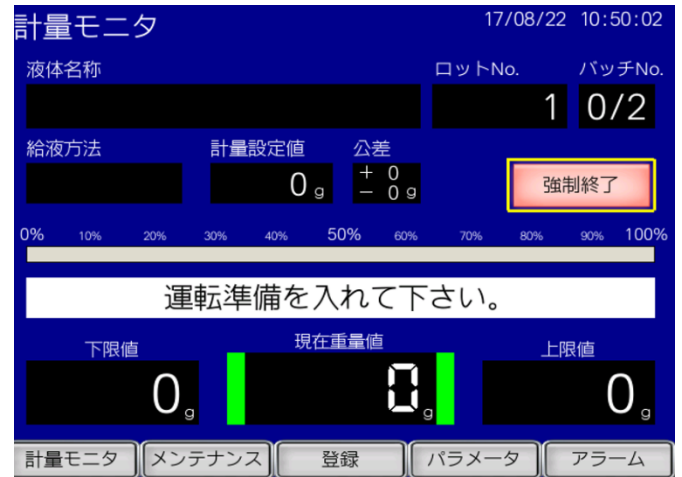 計量モニタ 17/08/22 10:50:02
液体名称 ロットNo. バッチNo.
1 0/2
給液方法 計量設定値 公差
0 g + 0
− 0 g
強制終了
0% 10% 20% 30% 40% 50% 60% 70% 80% 90% 100%
運転準備を入れて下さい。
下限値 現在重量値 上限値
0 g 0 g 0 g
計量モニタ メンテナンス 登録 パラメータ アラーム